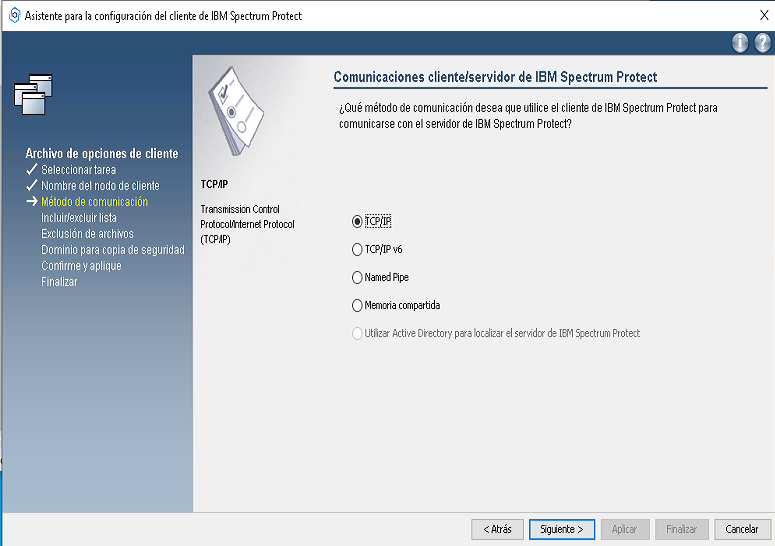 Asistente para la configuración del cliente de IBM Spectrum Protect
X
i ?
Archivo de opciones de cliente
Seleccionar tarea
Nombre del nodo de cliente
Método de comunicación
Incluir/excluir lista
Exclusión de archivos
Dominio para copia de seguridad
Confirme y aplique
Finalizar
TCP/IP
Transmission Control
Protocol/Internet Protocol
(TCP/IP)
Comunicaciones cliente/servidor de IBM Spectrum Protect
¿Qué método de comunicación desea que utilice el cliente de IBM Spectrum Protect para
comunicarse con el servidor de IBM Spectrum Protect?
TCP/IP
TCP/IP v6
Named Pipe
Memoria compartida
Utilizar Active Directory para localizar el servidor de IBM Spectrum Protect
< Atrás
Siguiente >
Aplicar
Finalizar
Cancelar